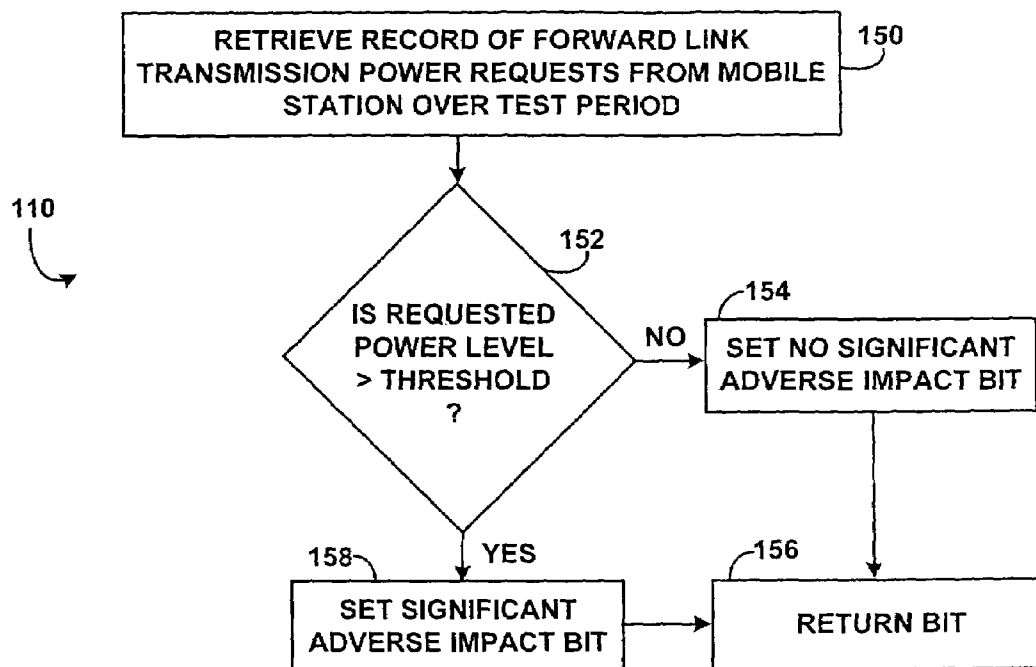 RETRIEVE RECORD OF FORWARD LINK
TRANSMISSION POWER REQUESTS FROM MOBILE
STATION OVER TEST PERIOD
150
110
152
IS REQUESTED
POWER LEVEL
> THRESHOLD
?
NO
154
SET NO SIGNIFICANT
ADVERSE IMPACT BIT
YES
158
SET SIGNIFICANT
ADVERSE IMPACT BIT
156
RETURN BIT